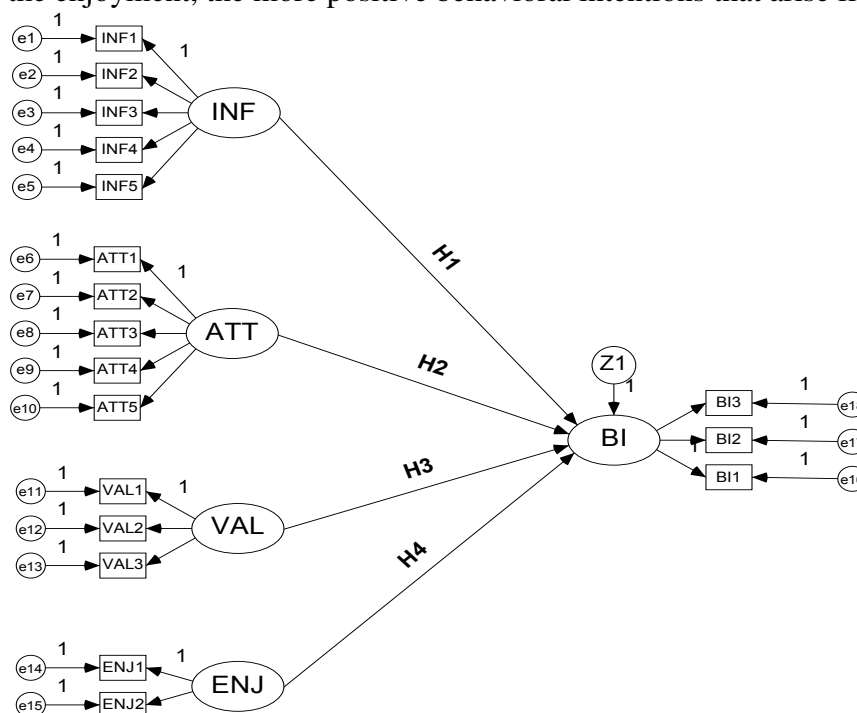 the enjoyment, the more positive behavioral intentions that arise
e1 1 INF1 1
e2 1 INF2
e3 1 INF3
e4 1 INF4
e5 1 INF5
INF
H1
e6 1 ATT1 1
e7 1 ATT2
e8 1 ATT3
e9 1 ATT4
e10 1 ATT5
ATT
H2
Z1
1
BI
BI3 1
BI2 1
1 BI1 1
H3
e11 1 VAL1 1
e12 1 VAL2
e13 1 VAL3
VAL
H4
e14 1 ENJ1 1
e15 1 ENJ2
ENJ